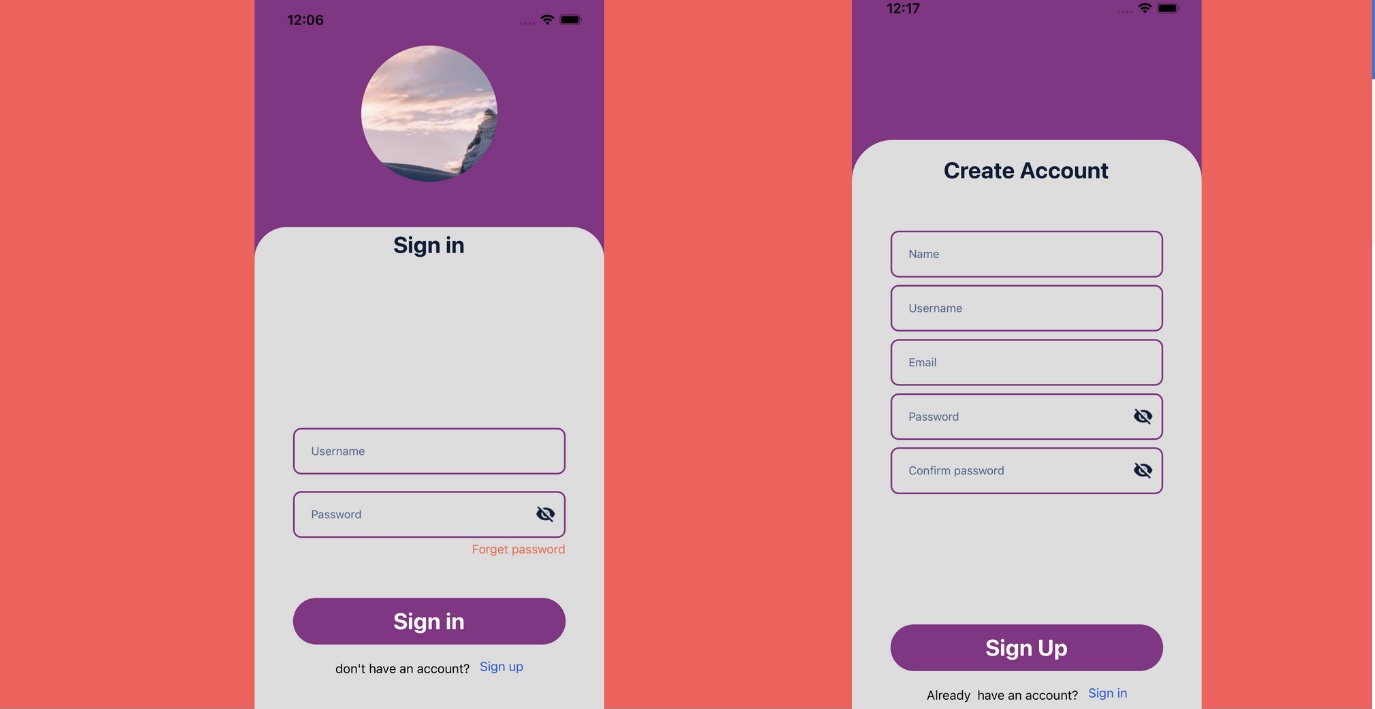 12:06
Sign in
Username
Password
Forget password
Sign in
don't have an account? Sign up
12:17
Create Account
Name
Username
Email
Password
Confirm password
Sign Up
Already have an account? Sign in